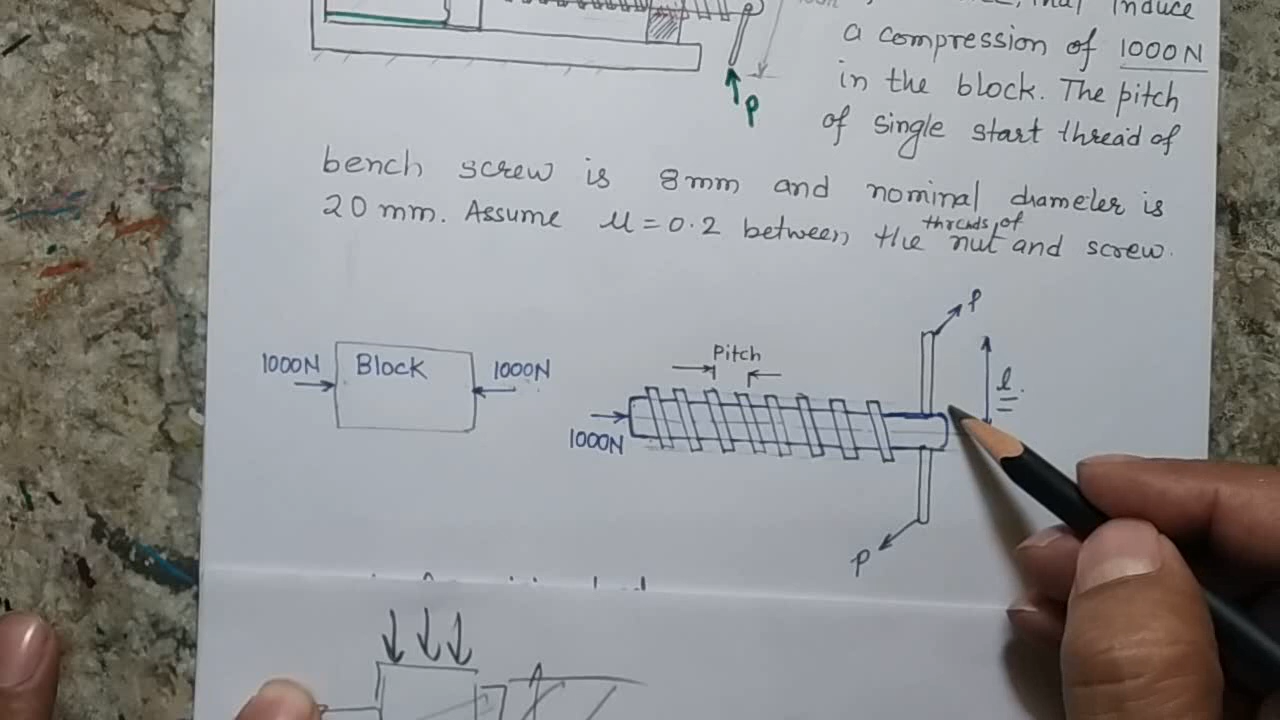 that induce
a compression of 1000N
in the block. The pitch
of single start thread of
P
bench screw is 8mm and nominal diameter is
20 mm. Assume μ = 0.2 between the threads of nut and screw.
P
1000N
Block
1000N
Pitch
l
1000N
P